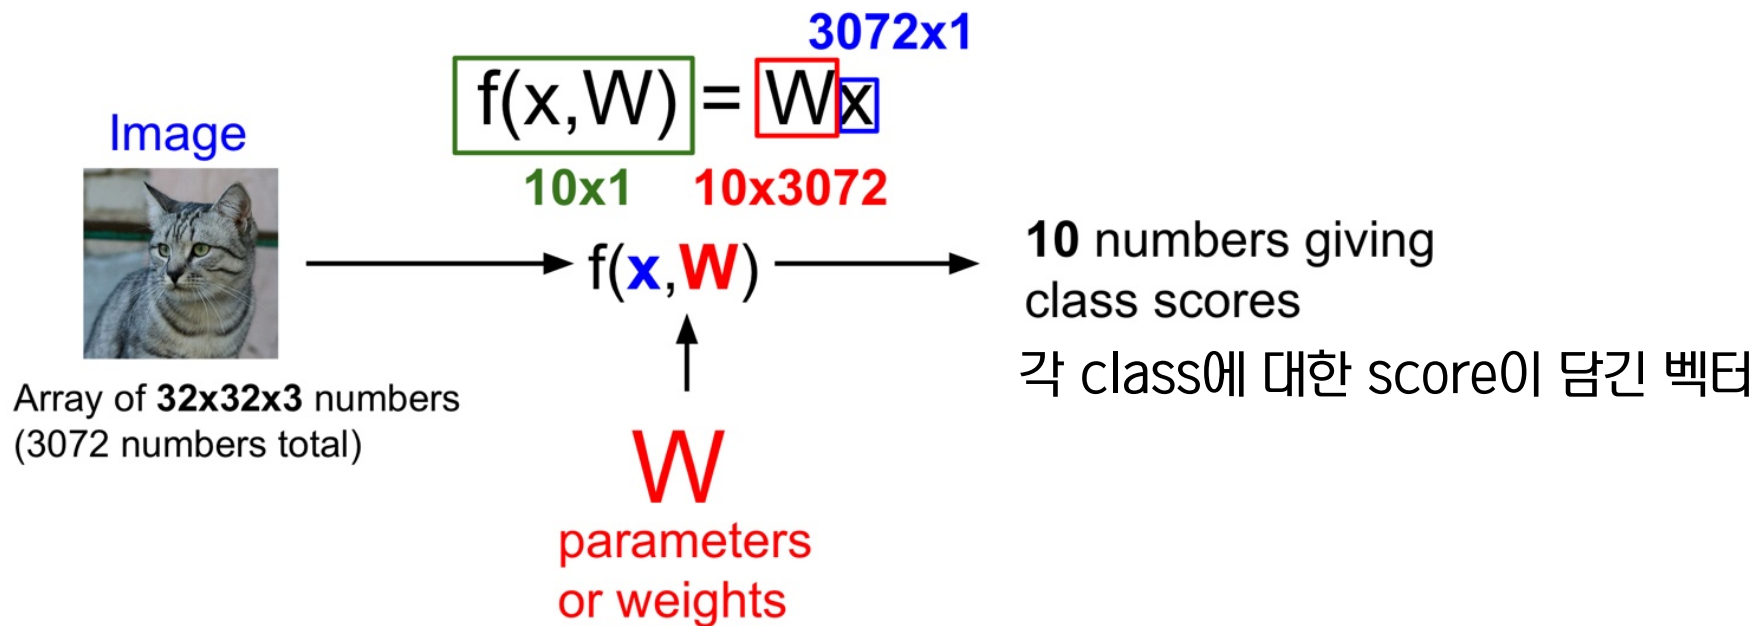 3072x1
f(x,W) = Wx
10x1 10x3072
Image
f(x,W)
Array of 32x32x3 numbers
(3072 numbers total)
W
parameters
or weights
10 numbers giving
class scores
각 class에 대한 score이 담긴 벡터